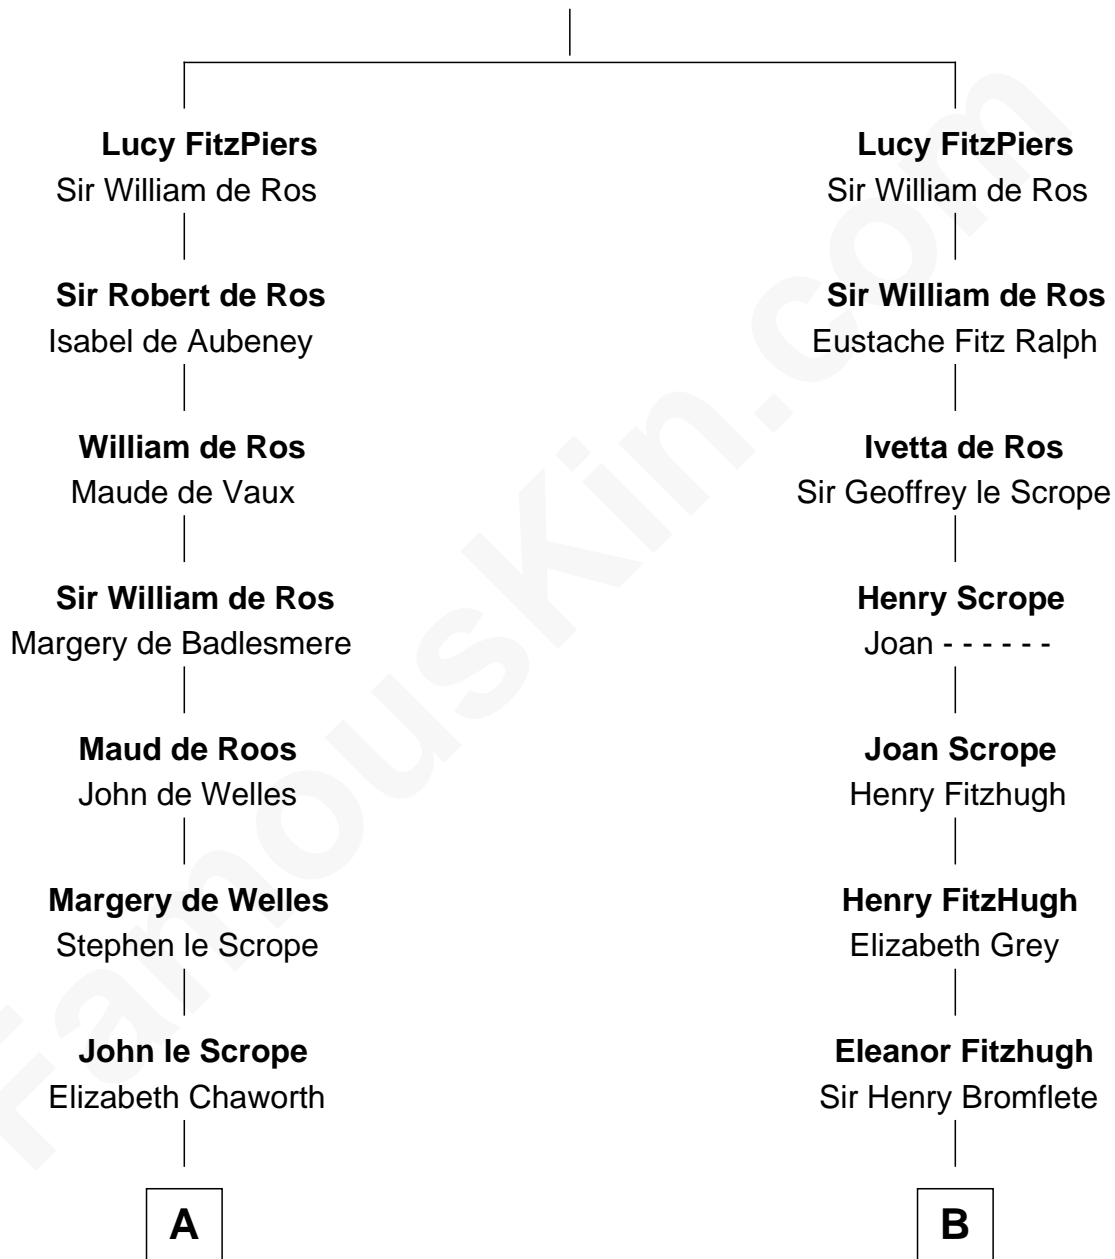 Lucy FitzPiers
Sir William de Ros
Sir Robert de Ros
Isabel de Aubeney
William de Ros
Maude de Vaux
Sir William de Ros
Margery de Badlesmere
Maud de Roos
John de Welles
Margery de Welles
Stephen le Scrope
John le Scrope
Elizabeth Chaworth
A
Lucy FitzPiers
Sir William de Ros
Sir William de Ros
Eustache Fitz Ralph
Ivetta de Ros
Sir Geoffrey le Scrope
Henry Scrope
Joan - - - - - -
Joan Scrope
Henry Fitzhugh
Henry FitzHugh
Elizabeth Grey
Eleanor Fitzhugh
Sir Henry Bromflete
B
FamousKin.com